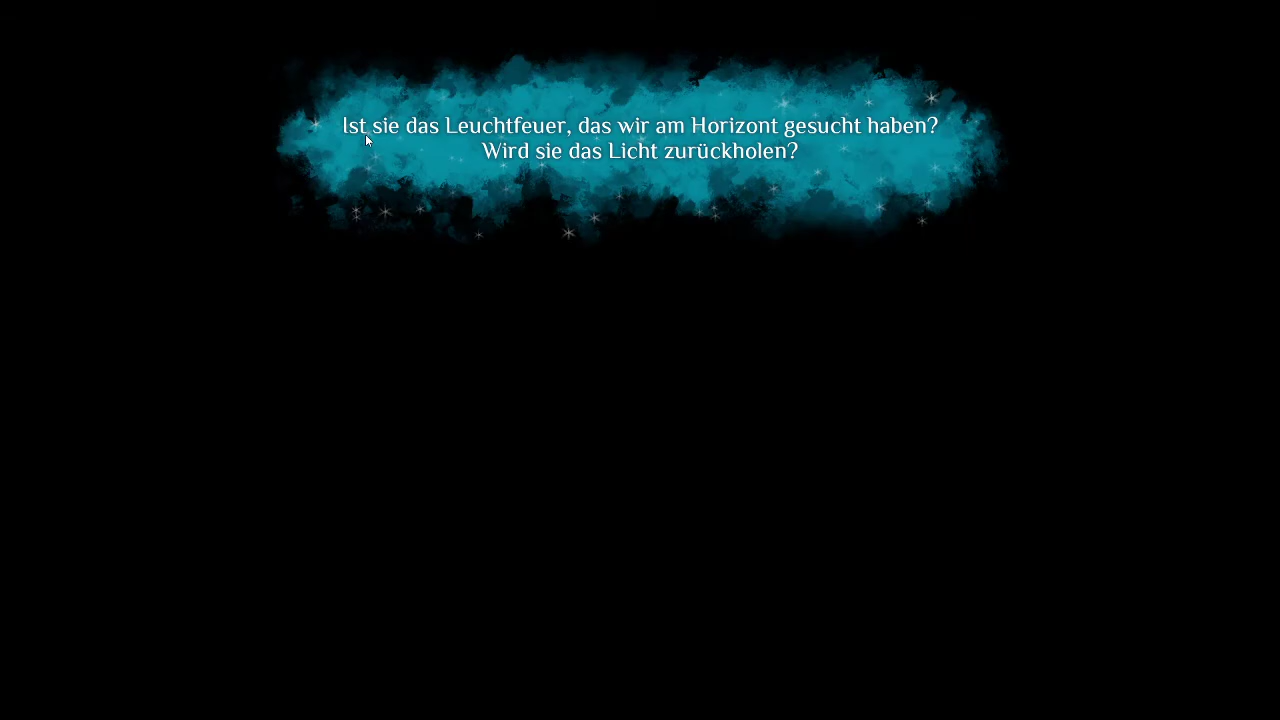 Ist sie das Leuchtfeuer, das wir am Horizont gesucht haben?
Wird sie das Licht zurückholen?